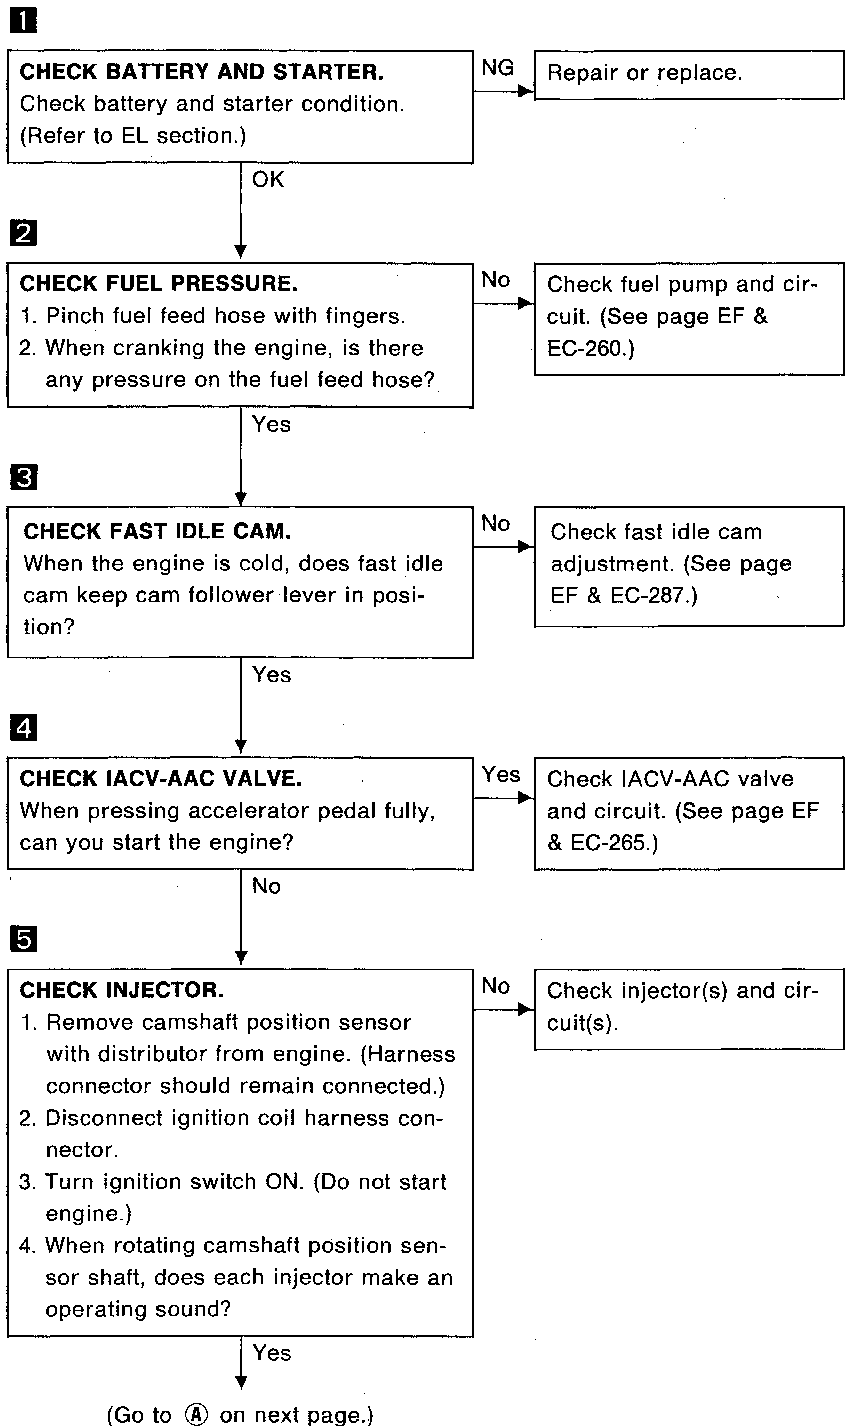 1
CHECK BATTERY AND STARTER.
Check battery and starter condition.
(Refer to EL section.)
NG
Repair or replace.
OK
2
CHECK FUEL PRESSURE.
1. Pinch fuel feed hose with fingers.
2. When cranking the engine, is there
any pressure on the fuel feed hose?
No
Check fuel pump and cir-
cuit. (See page EF &
EC-260.)
Yes
3
CHECK FAST IDLE CAM.
When the engine is cold, does fast idle
cam keep cam follower lever in posi-
tion?
No
Check fast idle cam
adjustment. (See page
EF & EC-287.)
Yes
4
CHECK IACV-AAC VALVE.
When pressing accelerator pedal fully,
can you start the engine?
Yes
Check IACV-AAC valve
and circuit. (See page EF
& EC-265.)
No
5
CHECK INJECTOR.
1. Remove camshaft position sensor
with distributor from engine. (Harness
connector should remain connected.)
2. Disconnect ignition coil harness con-
nector.
3. Turn ignition switch ON. (Do not start
engine.)
4. When rotating camshaft position sen-
sor shaft, does each injector make an
operating sound?
No
Check injector(s) and cir-
cuit(s).
Yes
(Go to Ⓐ on next page.)